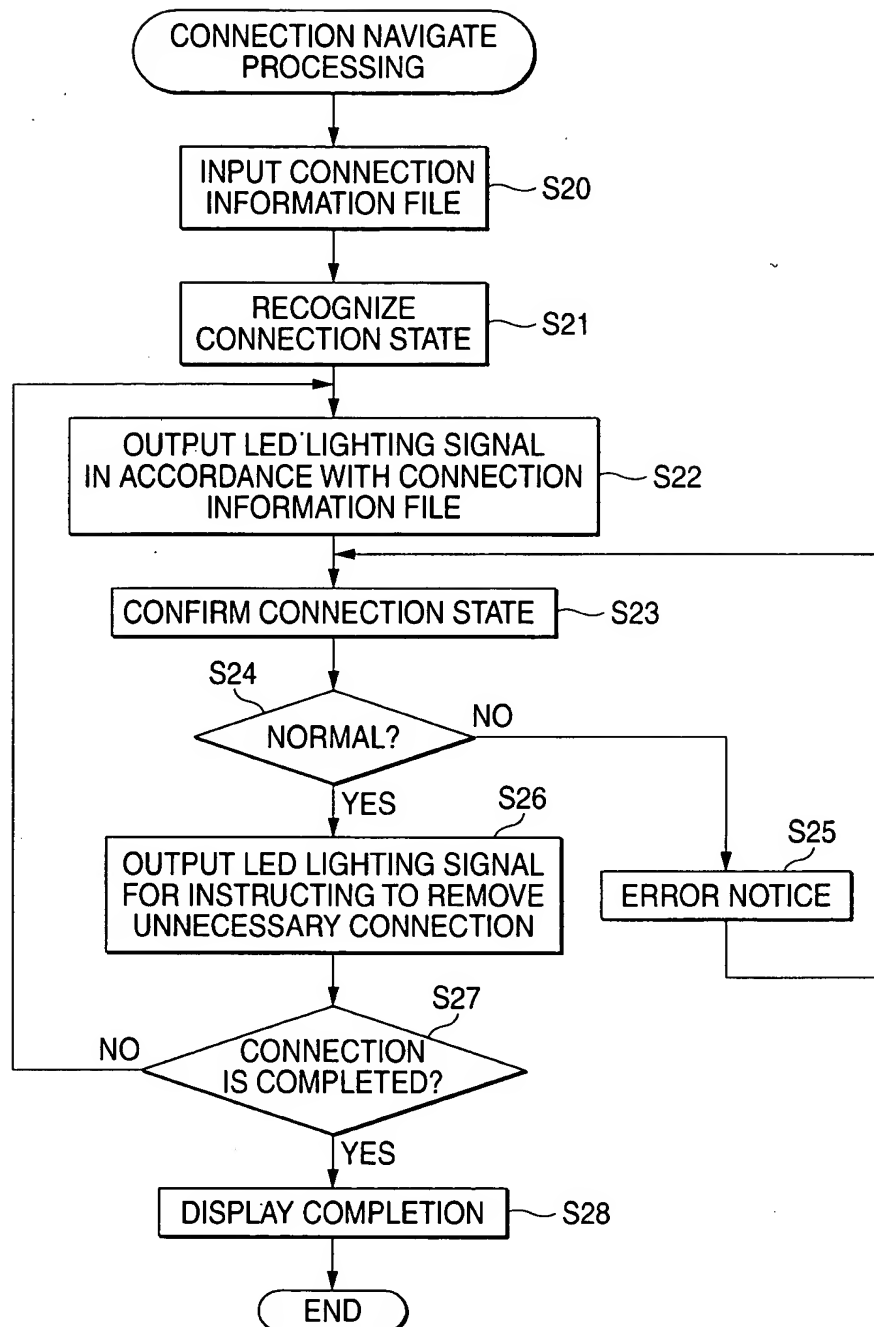 CONNECTION NAVIGATE
PROCESSING
INPUT CONNECTION
INFORMATION FILE
S20
RECOGNIZE
CONNECTION STATE
S21
OUTPUT LED LIGHTING SIGNAL
IN ACCORDANCE WITH CONNECTION
INFORMATION FILE
S22
CONFIRM CONNECTION STATE
S23
S24
NORMAL?
NO
YES
S26
OUTPUT LED LIGHTING SIGNAL
FOR INSTRUCTING TO REMOVE
UNNECESSARY CONNECTION
S25
ERROR NOTICE
S27
NO
CONNECTION
IS COMPLETED?
YES
DISPLAY COMPLETION
S28
END